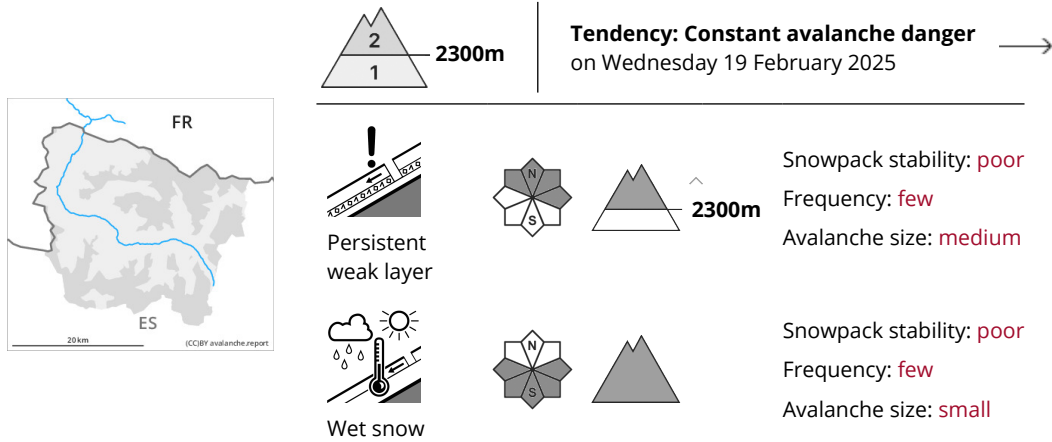 2
1
2300m
Tendency: Constant avalanche danger
on Wednesday 19 February 2025
FR
ES
20 km
(CC)BY avalanche.report
Persistent
weak layer
N
S
2300m
Snowpack stability: poor
Frequency: few
Avalanche size: medium
Wet snow
N
S
Snowpack stability: poor
Frequency: few
Avalanche size: small